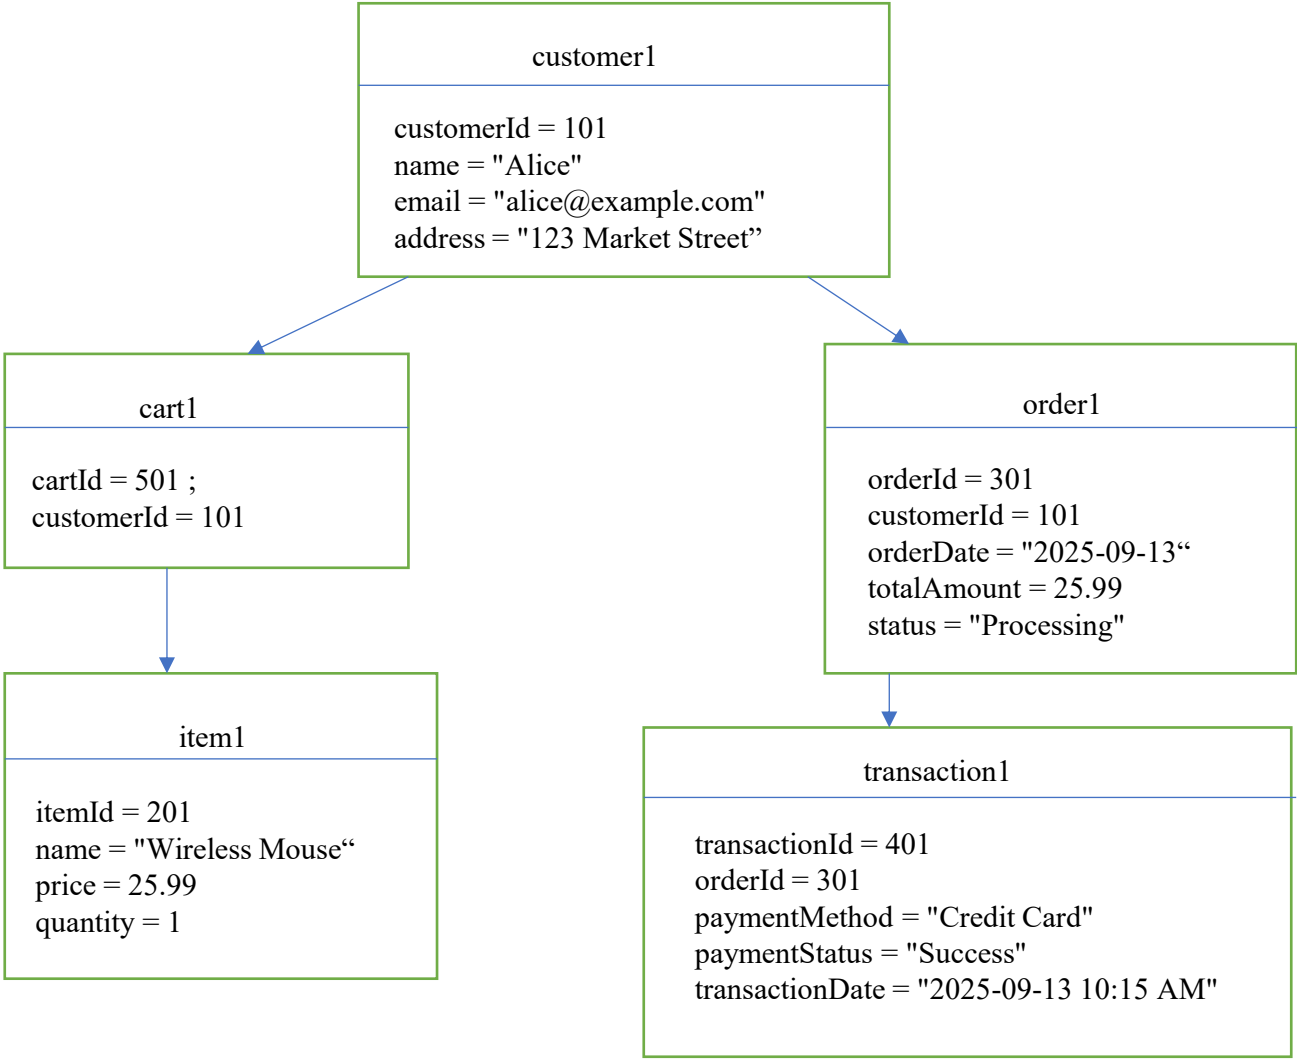 customer1
customerId = 101
name = "Alice"
email = "alice@example.com"
address = "123 Market Street”
cart1
cartId = 501 ;
customerId = 101
order1
orderId = 301
customerId = 101
orderDate = "2025-09-13“
totalAmount = 25.99
status = "Processing"
item1
itemId = 201
name = "Wireless Mouse“
price = 25.99
quantity = 1
transaction1
transactionId = 401
orderId = 301
paymentMethod = "Credit Card"
paymentStatus = "Success"
transactionDate = "2025-09-13 10:15 AM"